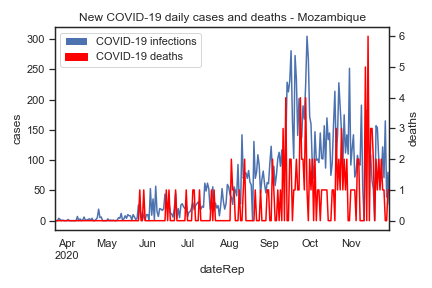 New COVID-19 daily cases and deaths - Mozambique
COVID-19 infections
COVID-19 deaths
300
250
200
150
100
50
0
cases
6
5
4
3
2
1
0
deaths
Apr May Jun Jul Aug Sep Oct Nov
2020
dateRep